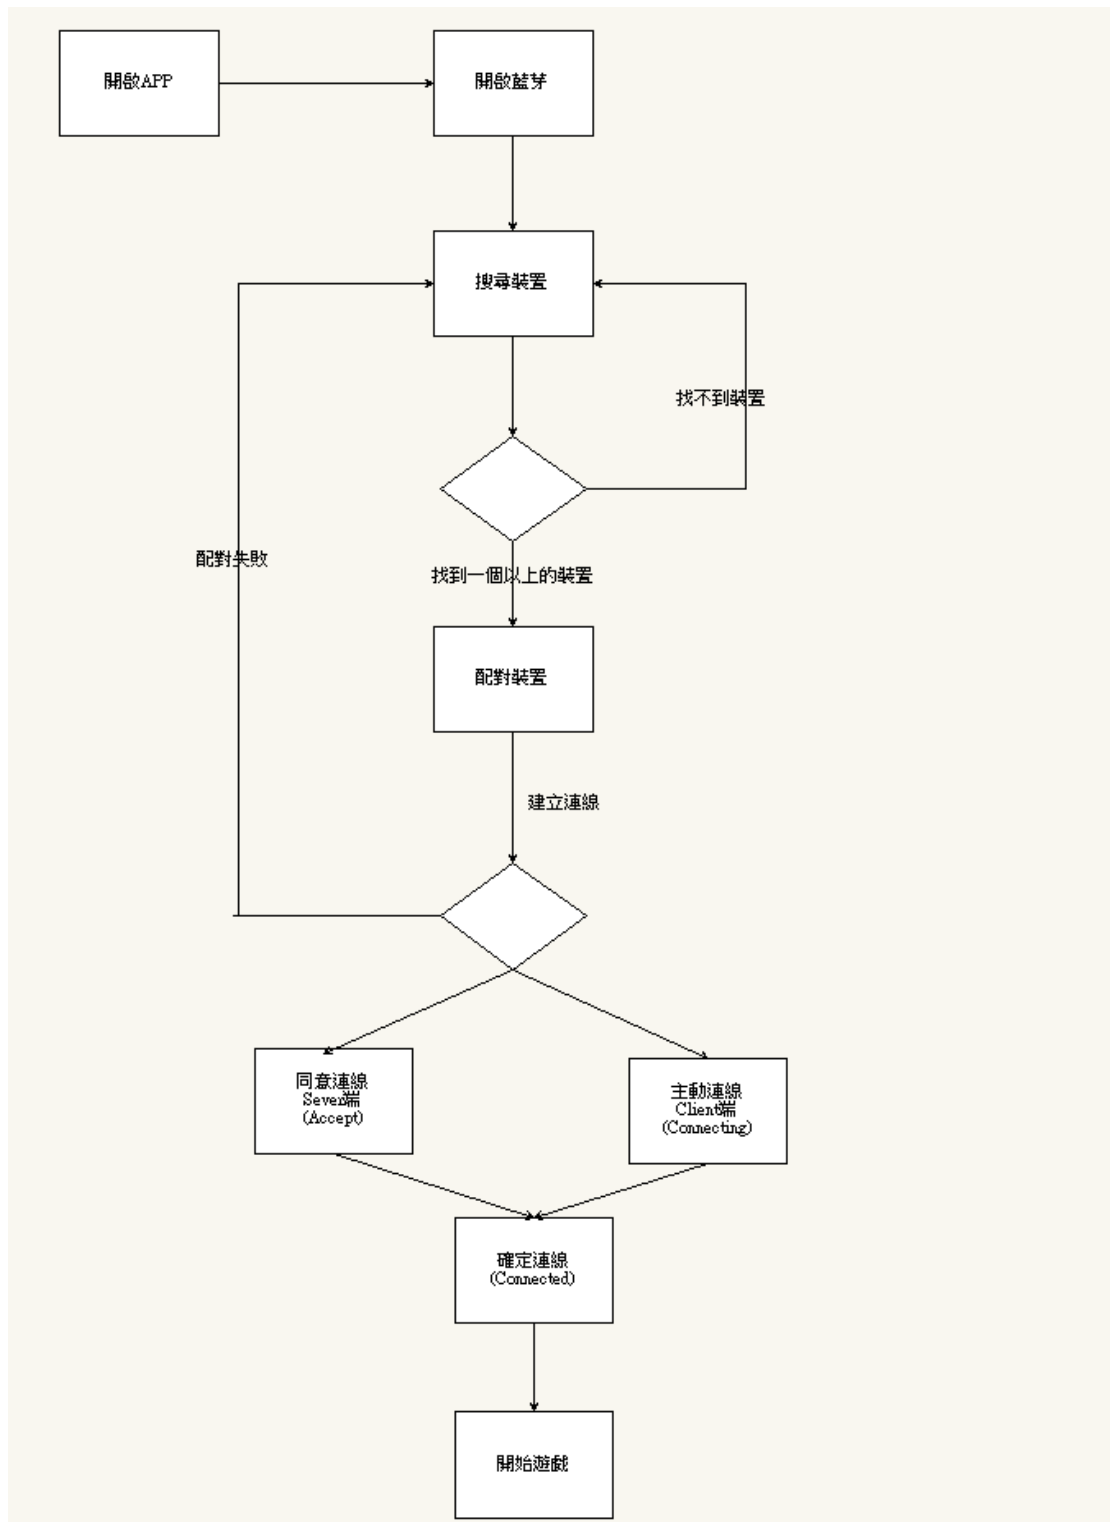 開啟APP
開啟藍芽
搜尋裝置
找不到裝置
配對失敗
找到一個以上的裝置
配對裝置
建立連線
同意連線
Sever端
(Accept)
主動連線
Client端
(Connecting)
確定連線
(Connected)
開始遊戲